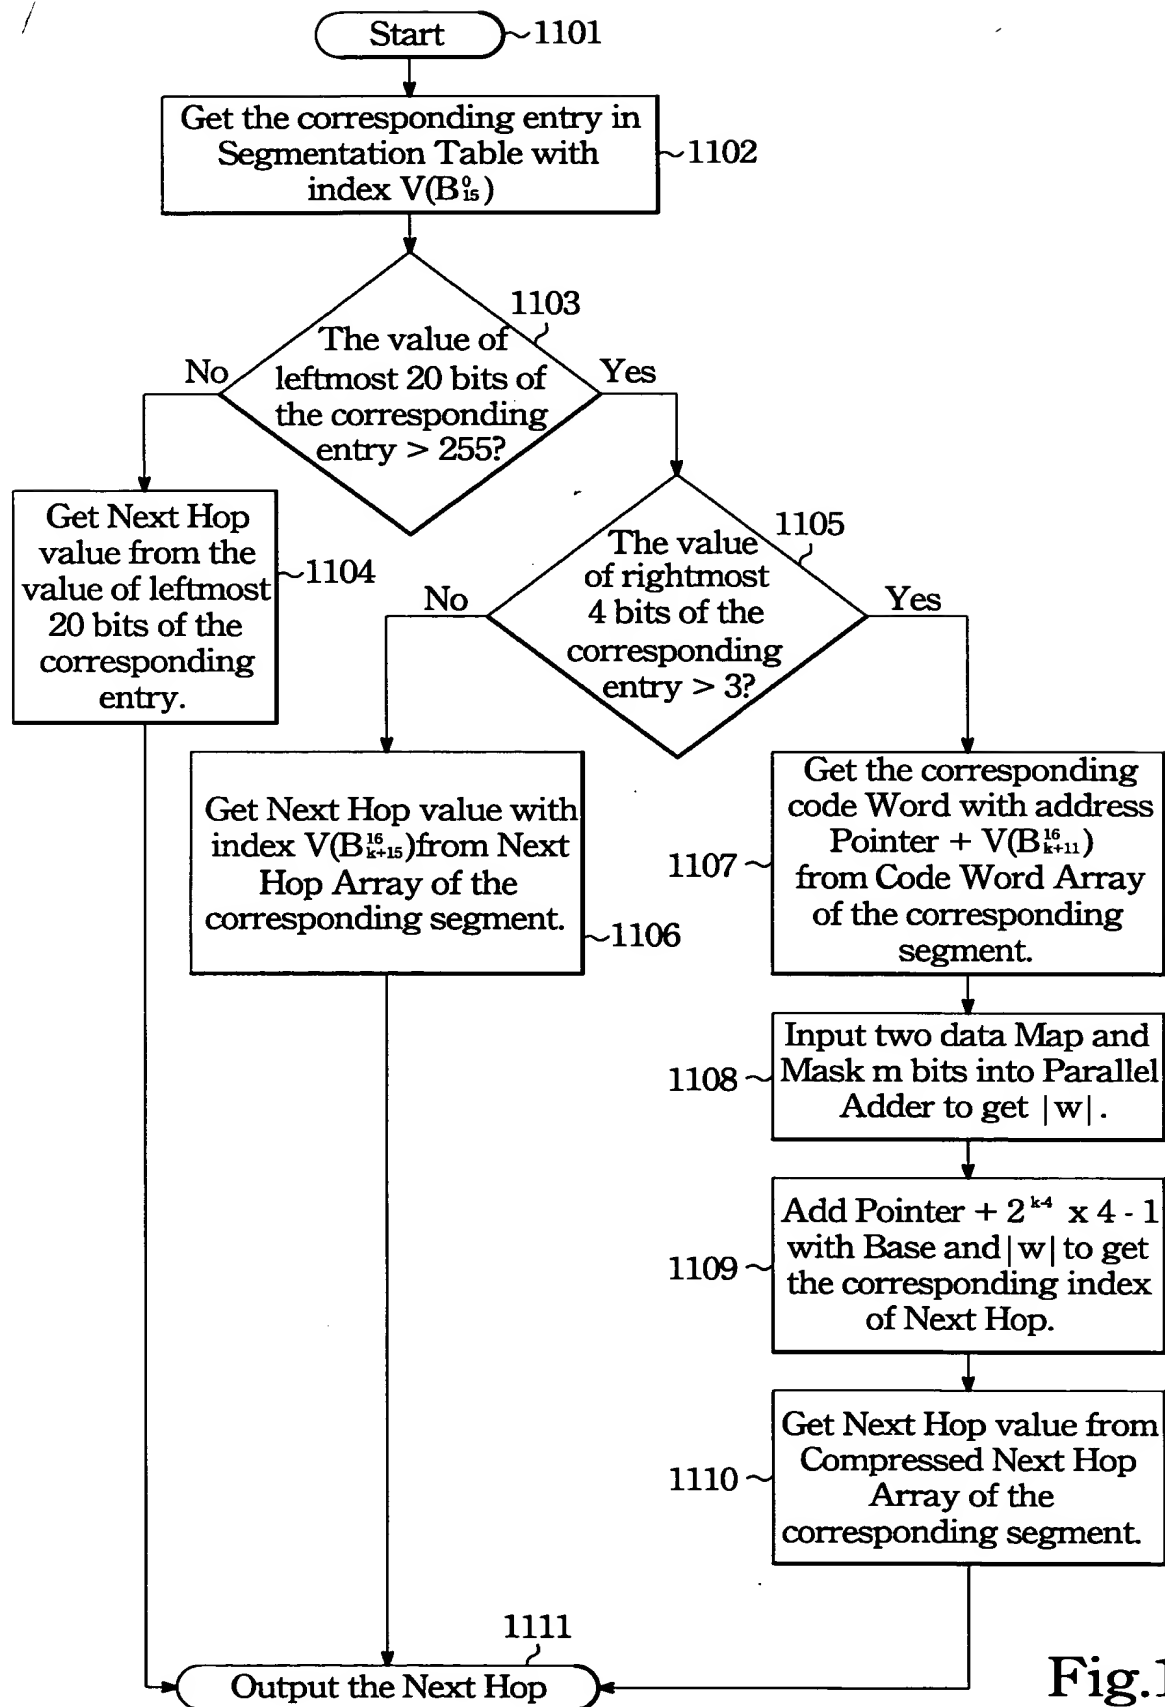 Start
1101
Get the corresponding entry in
Segmentation Table with
index V(B⁰₁₅)
1102
1103
The value of
leftmost 20 bits of
the corresponding
entry > 255?
No
Yes
Get Next Hop
value from the
value of leftmost
20 bits of the
corresponding
entry.
1104
1105
The value
of rightmost
4 bits of the
corresponding
entry > 3?
No
Yes
Get Next Hop value with
index V(B¹⁶ₖ₊₁₅)from Next
Hop Array of the
corresponding segment.
1106
Get the corresponding
code Word with address
Pointer + V(B¹⁶ₖ₊₁₁)
from Code Word Array
of the corresponding
segment.
1107
Input two data Map and
Mask m bits into Parallel
Adder to get |w|.
1108
Add Pointer + 2ᵏ⁻⁴ x 4 - 1
with Base and|w| to get
the corresponding index
of Next Hop.
1109
Get Next Hop value from
Compressed Next Hop
Array of the
corresponding segment.
1110
1111
Output the Next Hop